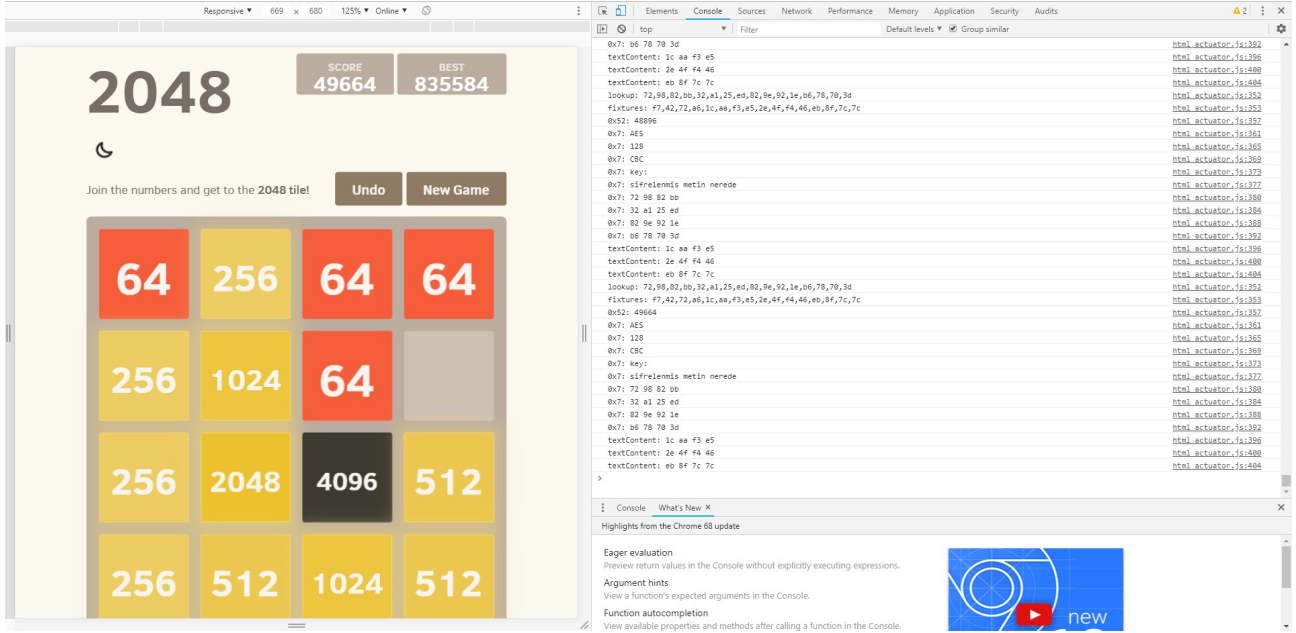 Responsive ▼ 669 × 680 125% ▼ Online ▼
2048
SCORE
49664
BEST
835584
Join the numbers and get to the 2048 tile!
Undo
New Game
64 256 64 64
256 1024 64
256 2048 4096 512
256 512 1024 512
Elements Console Sources Network Performance Memory Application Security Audits 2
top ▼ Filter Default levels ▼ Group similar
0x7: b6 78 70 3d html_actuator.js:392
textContent: 1c aa f3 e5 html_actuator.js:396
textContent: 2e 4f f4 46 html_actuator.js:400
textContent: eb 8f 7c 7c html_actuator.js:404
lookup: 72,98,82,bb,32,a1,25,ed,82,9e,92,1e,b6,78,70,3d html_actuator.js:352
fixtures: f7,42,72,a6,1c,aa,f3,e5,2e,4f,f4,46,eb,8f,7c,7c html_actuator.js:353
0x52: 48896 html_actuator.js:357
0x7: AES html_actuator.js:361
0x7: 128 html_actuator.js:365
0x7: CBC html_actuator.js:369
0x7: key: html_actuator.js:373
0x7: sifrelenmis metin nerede html_actuator.js:377
0x7: 72 98 82 bb html_actuator.js:380
0x7: 32 a1 25 ed html_actuator.js:384
0x7: 82 9e 92 1e html_actuator.js:388
0x7: b6 78 70 3d html_actuator.js:392
textContent: 1c aa f3 e5 html_actuator.js:396
textContent: 2e 4f f4 46 html_actuator.js:400
textContent: eb 8f 7c 7c html_actuator.js:404
lookup: 72,98,82,bb,32,a1,25,ed,82,9e,92,1e,b6,78,70,3d html_actuator.js:352
fixtures: f7,42,72,a6,1c,aa,f3,e5,2e,4f,f4,46,eb,8f,7c,7c html_actuator.js:353
0x52: 49664 html_actuator.js:357
0x7: AES html_actuator.js:361
0x7: 128 html_actuator.js:365
0x7: CBC html_actuator.js:369
0x7: key: html_actuator.js:373
0x7: sifrelenmis metin nerede html_actuator.js:377
0x7: 72 98 82 bb html_actuator.js:380
0x7: 32 a1 25 ed html_actuator.js:384
0x7: 82 9e 92 1e html_actuator.js:388
0x7: b6 78 70 3d html_actuator.js:392
textContent: 1c aa f3 e5 html_actuator.js:396
textContent: 2e 4f f4 46 html_actuator.js:400
textContent: eb 8f 7c 7c html_actuator.js:404
Console What's New ×
Highlights from the Chrome 68 update
Eager evaluation
Preview return values in the Console without explicitly executing expressions.
Argument hints
View a function's expected arguments in the Console.
Function autocompletion
View available properties and methods after calling a function in the Console.
new